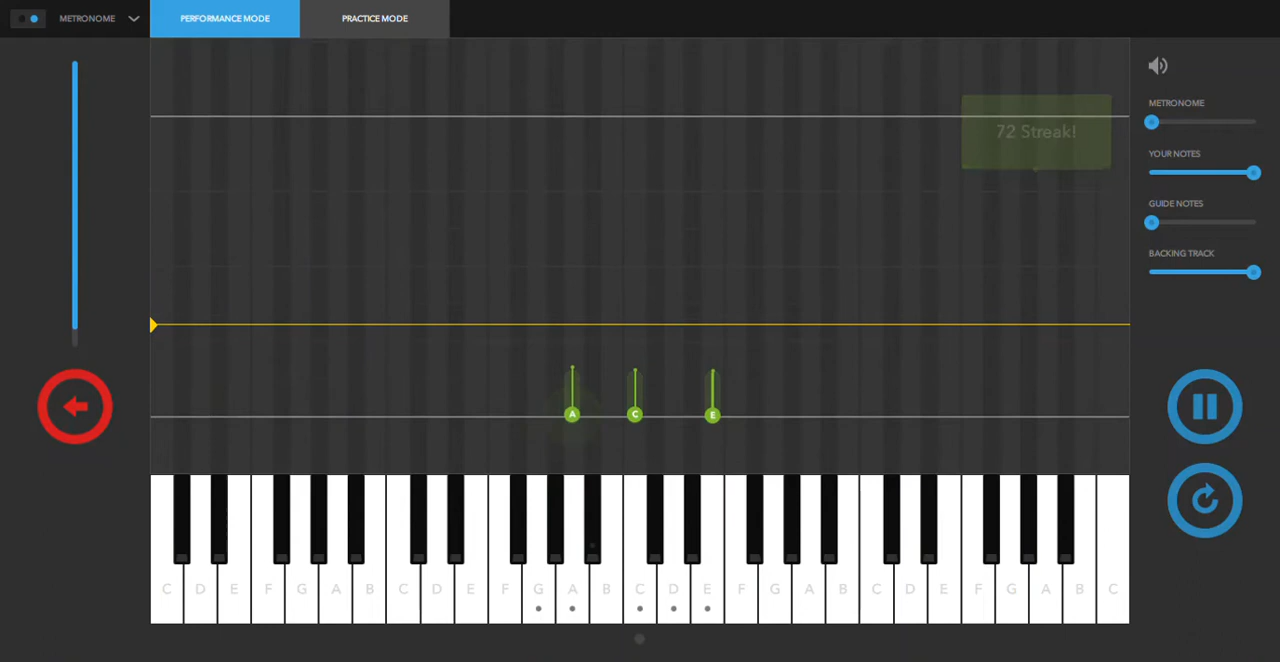 METRONOME
PERFORMANCE MODE
PRACTICE MODE
METRONOME
72 Streak!
YOUR NOTES
GUIDE NOTES
BACKING TRACK
A C E
C D E F G A B C D E F G A B C D E F G A B C D E F G A B C